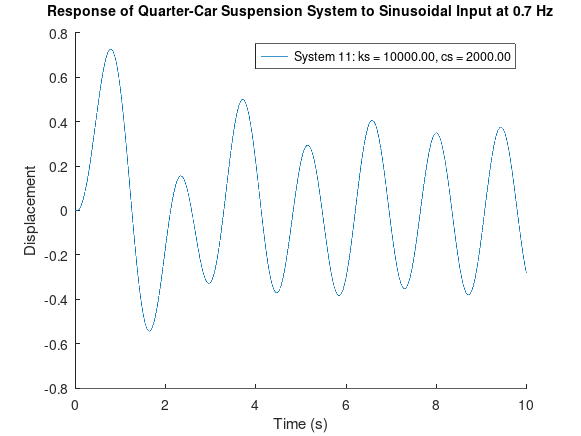 Response of Quarter-Car Suspension System to Sinusoidal Input at 0.7 Hz
System 11: ks = 10000.00, cs = 2000.00
Displacement
0.8
0.6
0.4
0.2
0
-0.2
-0.4
-0.6
-0.8
0 2 4 6 8 10
Time (s)